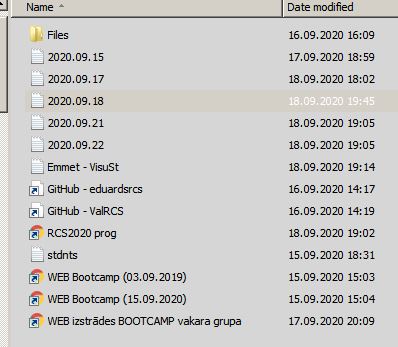 Name Date modified
Files 16.09.2020 16:09
2020.09.15 17.09.2020 18:59
2020.09.17 18.09.2020 18:02
2020.09.18 18.09.2020 19:45
2020.09.21 18.09.2020 19:05
2020.09.22 18.09.2020 19:05
Emmet - VisuSt 18.09.2020 19:14
GitHub - eduardsrcs 16.09.2020 14:17
GitHub - ValRCS 16.09.2020 14:19
RCS2020 prog 18.09.2020 19:02
stdnts 15.09.2020 18:31
WEB Bootcamp (03.09.2019) 15.09.2020 15:03
WEB Bootcamp (15.09.2020) 15.09.2020 15:04
WEB izstrādes BOOTCAMP vakara grupa 17.09.2020 20:09